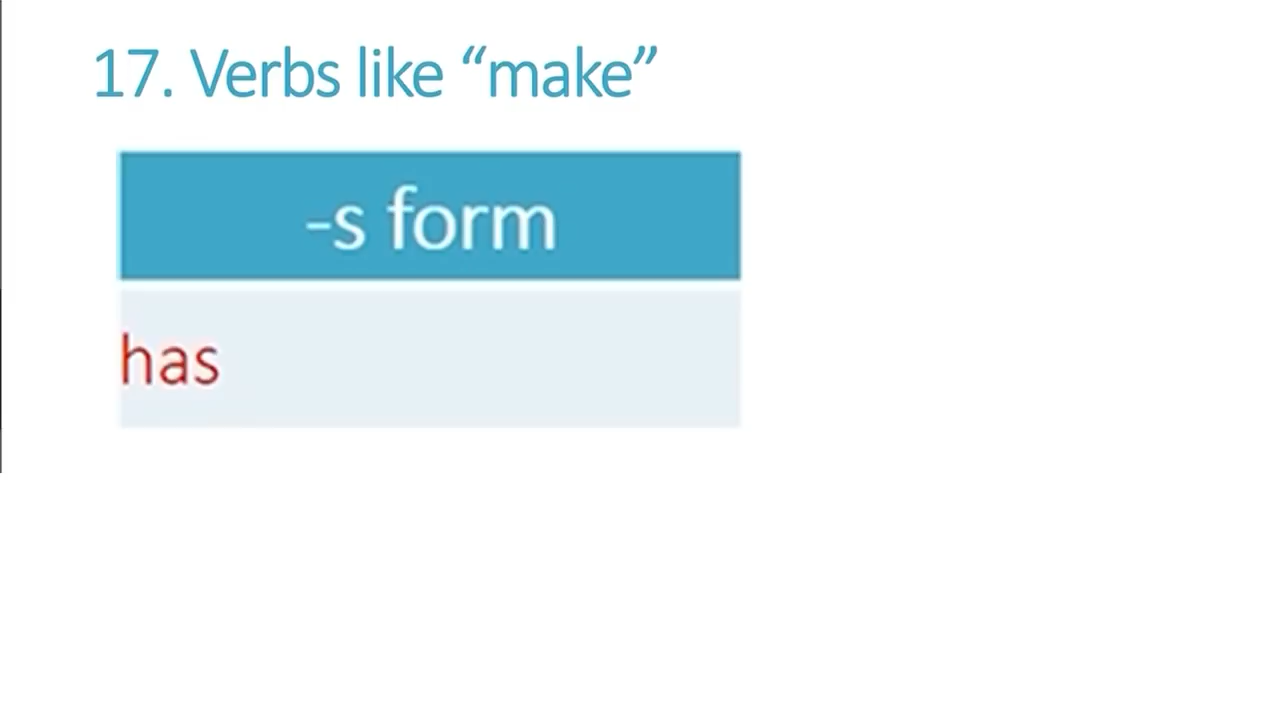 17. Verbs like “make”
-s form
has